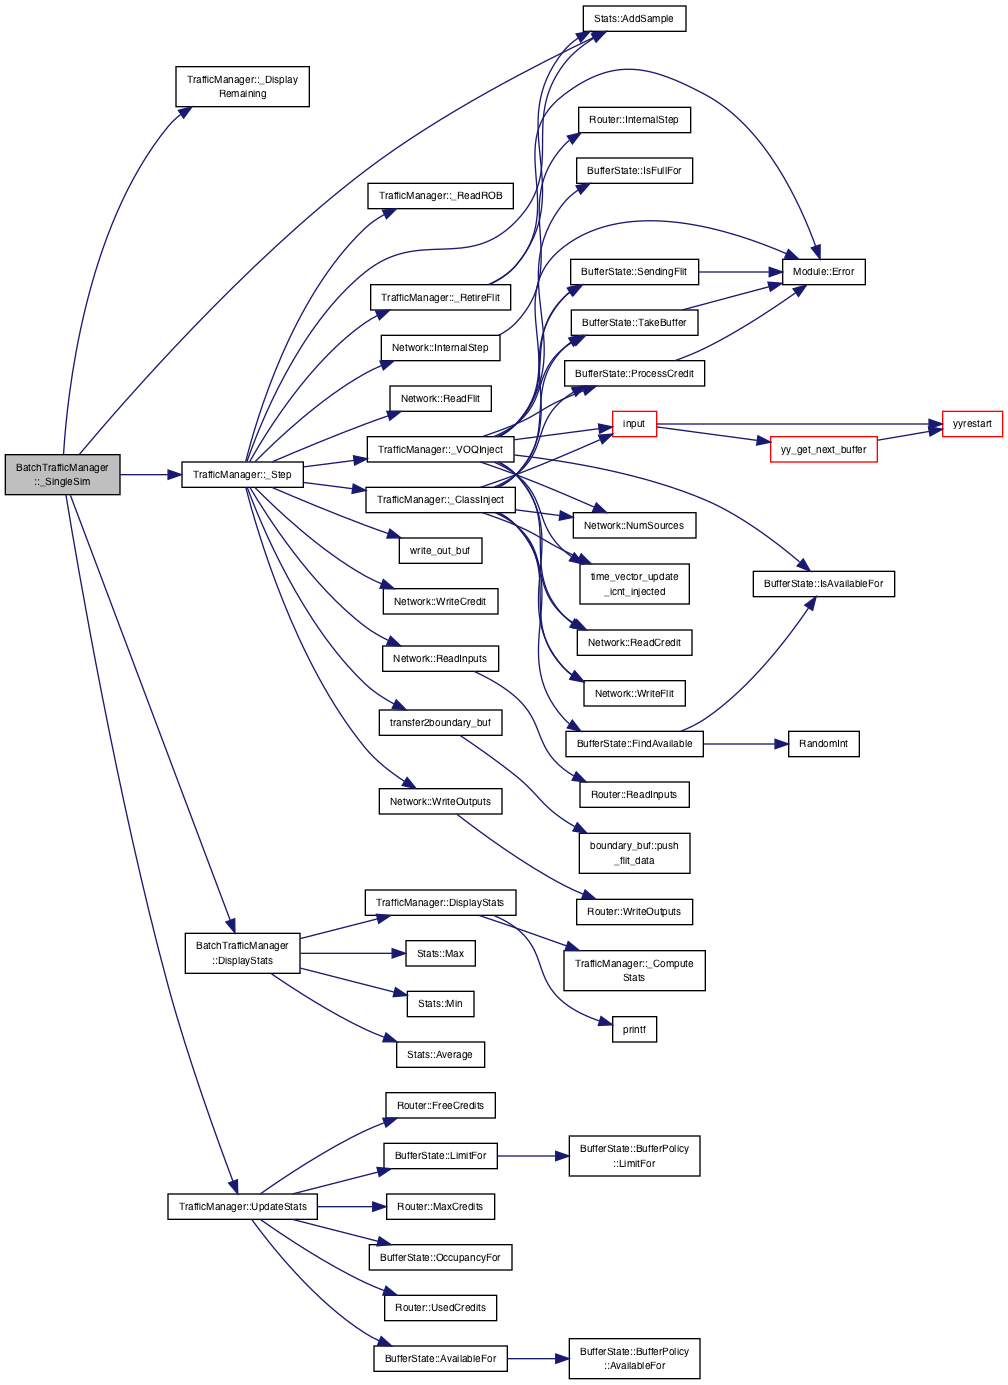 Stats::AddSample
TrafficManager::_Display
Remaining
Router::InternalStep
BufferState::IsFullFor
TrafficManager::_ReadROB
BufferState::SendingFlit
Module::Error
TrafficManager::_RetireFlit
BufferState::TakeBuffer
Network::InternalStep
BufferState::ProcessCredit
Network::ReadFlit
input
yyrestart
TrafficManager::_VOQInject
yy_get_next_buffer
BatchTrafficManager
::_SingleSim
TrafficManager::_Step
TrafficManager::_ClassInject
Network::NumSources
write_out_buf
time_vector_update
_icnt_injected
BufferState::IsAvailableFor
Network::WriteCredit
Network::ReadCredit
Network::ReadInputs
Network::WriteFlit
transfer2boundary_buf
BufferState::FindAvailable
RandomInt
Network::WriteOutputs
Router::ReadInputs
boundary_buf::push
_flit_data
TrafficManager::DisplayStats
Router::WriteOutputs
BatchTrafficManager
::DisplayStats
Stats::Max
TrafficManager::_Compute
Stats
Stats::Min
printf
Stats::Average
Router::FreeCredits
BufferState::LimitFor
BufferState::BufferPolicy
::LimitFor
TrafficManager::UpdateStats
Router::MaxCredits
BufferState::OccupancyFor
Router::UsedCredits
BufferState::AvailableFor
BufferState::BufferPolicy
::AvailableFor